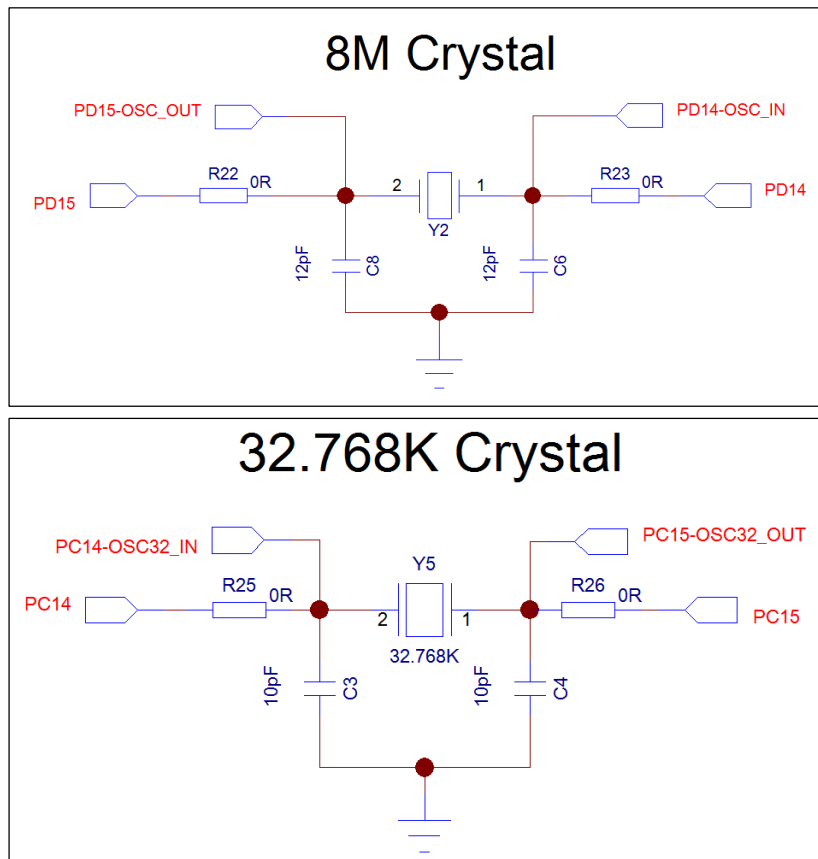 8M Crystal
PD15-OSC_OUT
PD14-OSC_IN
R22
0R
R23
0R
2
1
PD15
Y2
PD14
12pF
C8
12pF
C6
32.768K Crystal
PC14-OSC32_IN
PC15-OSC32_OUT
Y5
R25
0R
R26
0R
PC14
2
1
PC15
32.768K
10pF
C3
10pF
C4